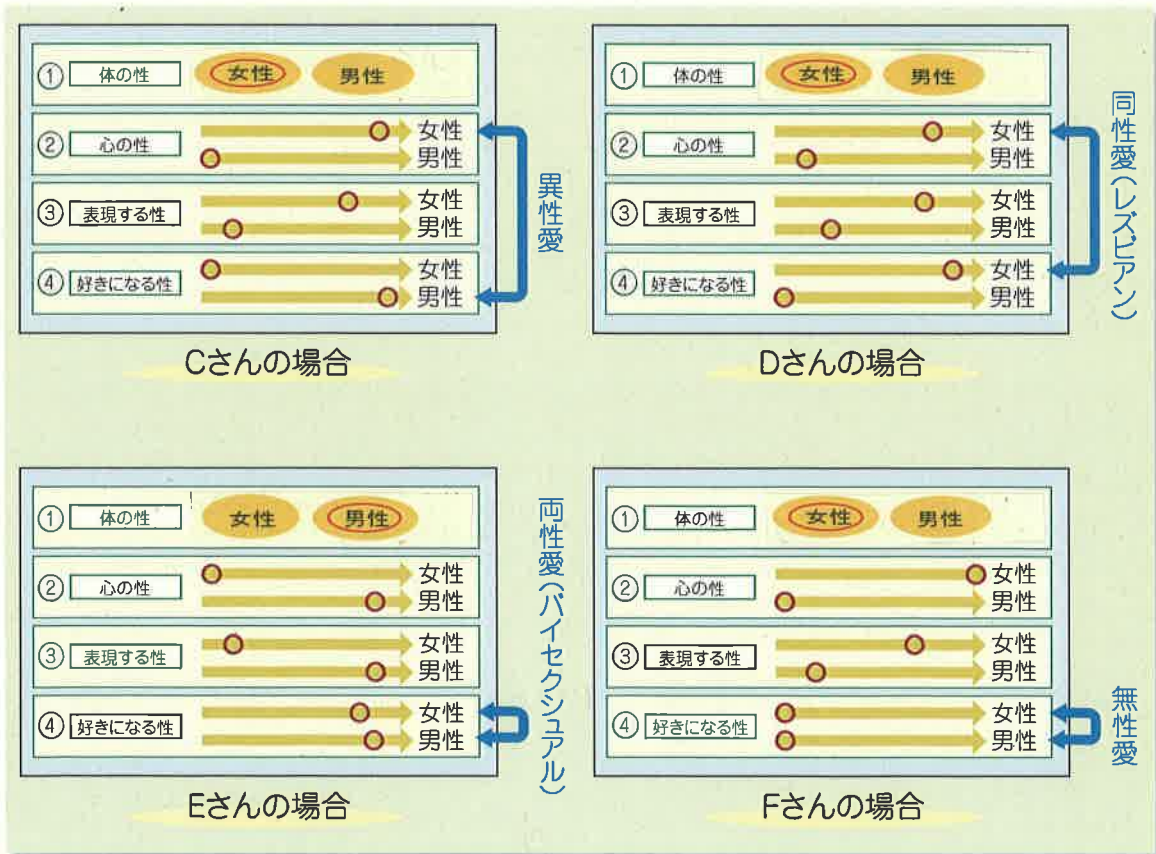 ① 体の性 女性 男性
② 心の性 女性
男性
③ 表現する性 女性
男性
④ 好きになる性 女性
男性
異性愛
Cさんの場合
① 体の性 女性 男性
② 心の性 女性
男性
③ 表現する性 女性
男性
④ 好きになる性 女性
男性
同性愛(レズビアン)
Dさんの場合
① 体の性 女性 男性
② 心の性 女性
男性
③ 表現する性 女性
男性
④ 好きになる性 女性
男性
両性愛(バイセクシュアル)
Eさんの場合
① 体の性 女性 男性
② 心の性 女性
男性
③ 表現する性 女性
男性
④ 好きになる性 女性
男性
無性愛
Fさんの場合